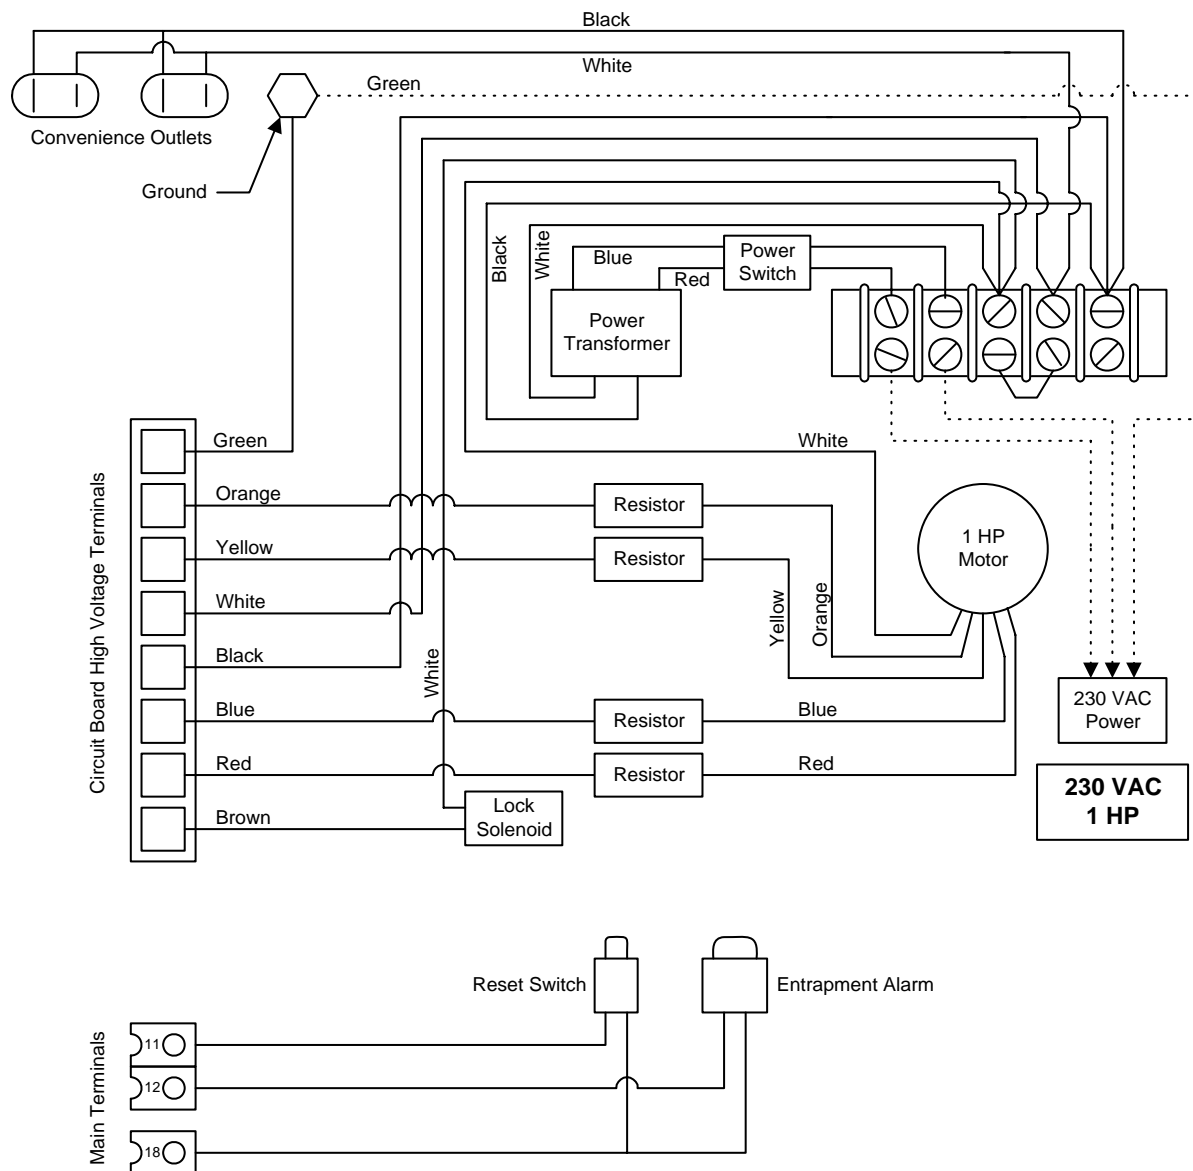 Black
White
Green
Convenience Outlets
Ground
Black
White
Blue
Red
Power
Switch
Power
Transformer
Circuit Board High Voltage Terminals
Green
Orange
Yellow
White
Black
Blue
Red
Brown
White
Resistor
Resistor
Resistor
Resistor
White
Yellow
Orange
Blue
Red
1 HP
Motor
Lock
Solenoid
230 VAC
Power
230 VAC
1 HP
Reset Switch
Entrapment Alarm
Main Terminals
11
12
18